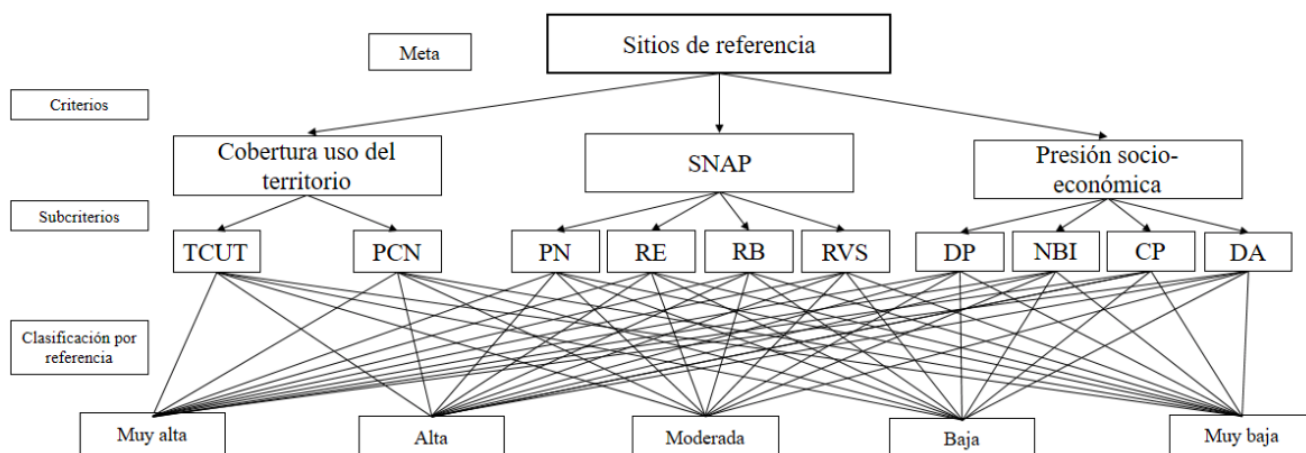 Meta
Sitios de referencia
Criterios
Cobertura uso del
territorio
SNAP
Presión socio-
económica
Subcriterios
TCUT
PCN
PN
RE
RB
RVS
DP
NBI
CP
DA
Clasificación por
referencia
Muy alta
Alta
Moderada
Baja
Muy baja